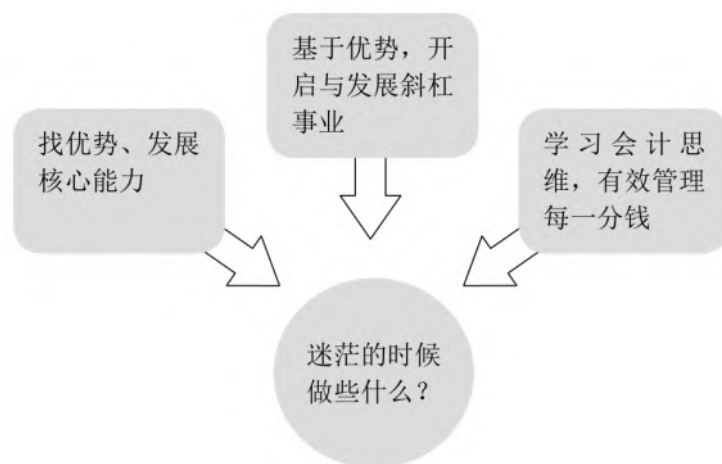 找优势、发展
核心能力
基于优势，开
启与发展斜杠
事业
学习会计思
维，有效管理
每一分钱
迷茫的时候
做些什么？